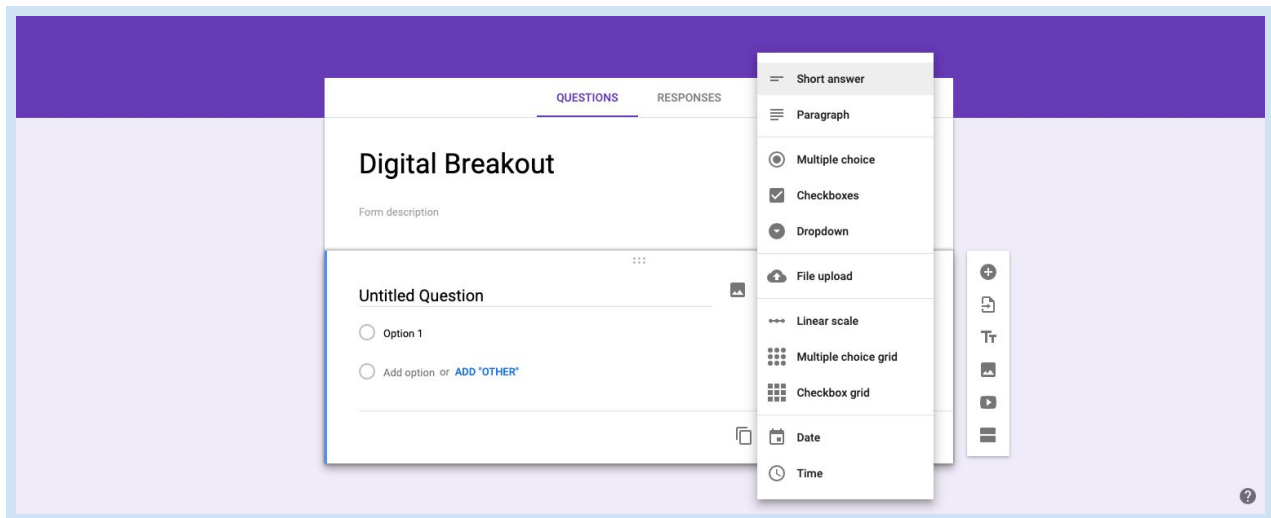 QUESTIONS RESPONSES
Digital Breakout
Form description
Untitled Question
Option 1
Add option or ADD "OTHER"
Short answer
Paragraph
Multiple choice
Checkboxes
Dropdown
File upload
Linear scale
Multiple choice grid
Checkbox grid
Date
Time
Tт